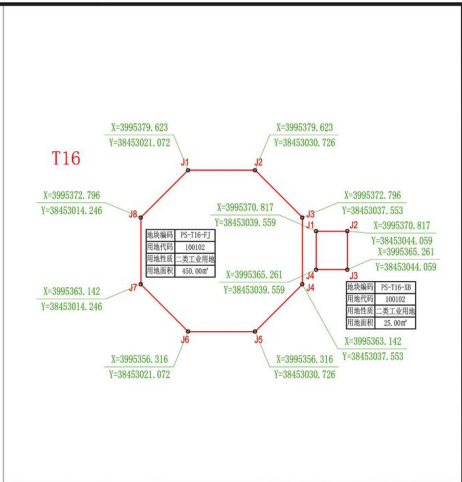 T16
X=3995379.623
Y=38453021.072
J1
X=3995379.623
Y=38453030.726
J2
X=3995372.796
Y=38453014.246
J8
X=3995370.817
Y=38453039.559
J1
X=3995372.796
Y=38453037.553
J3
X=3995370.817
Y=38453044.059
J2
地块编码 PS-T16-FJ
用地代码 100102
用地性质 二类工业用地
用地面积 450.00㎡
X=3995365.261
Y=38453039.559
J4
X=3995365.261
Y=38453044.059
J3
X=3995363.142
Y=38453014.246
J7
J4
地块编码 PS-T16-XB
用地代码 100102
用地性质 二类工业用地
用地面积 25.00㎡
J6
X=3995356.316
Y=38453021.072
J5
X=3995356.316
Y=38453030.726
X=3995363.142
Y=38453037.553